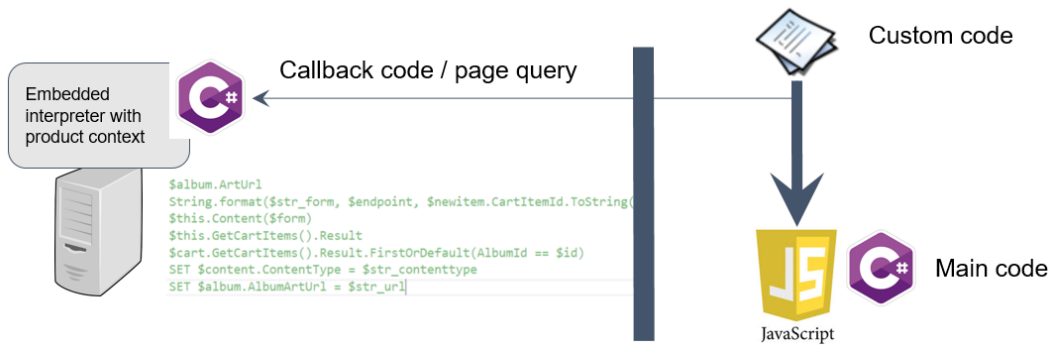 Custom code
Callback code / page query
C#
Embedded
interpreter with
product context
$album.ArtUrl
String.format($str_form, $endpoint, $newitem.CartItemId.ToString(
$this.Content($form)
$this.GetCartItems().Result
$cart.GetCartItems().Result.FirstOrDefault(AlbumId == $id)
SET $content.ContentType = $str_contenttype
SET $album.AlbumArtUrl = $str_url
JS
C#
Main code
JavaScript